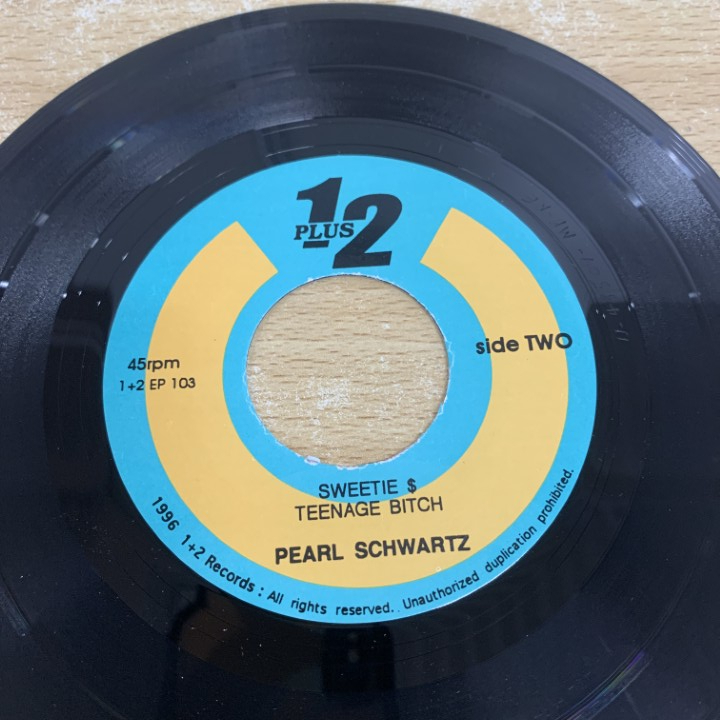 1 PLUS 2
side TWO
45rpm
1+2 EP 103
SWEETIE $
TEENAGE BITCH
PEARL SCHWARTZ
1996 1+2 Records : All rights reserved. Unauthorized duplication prohibited.